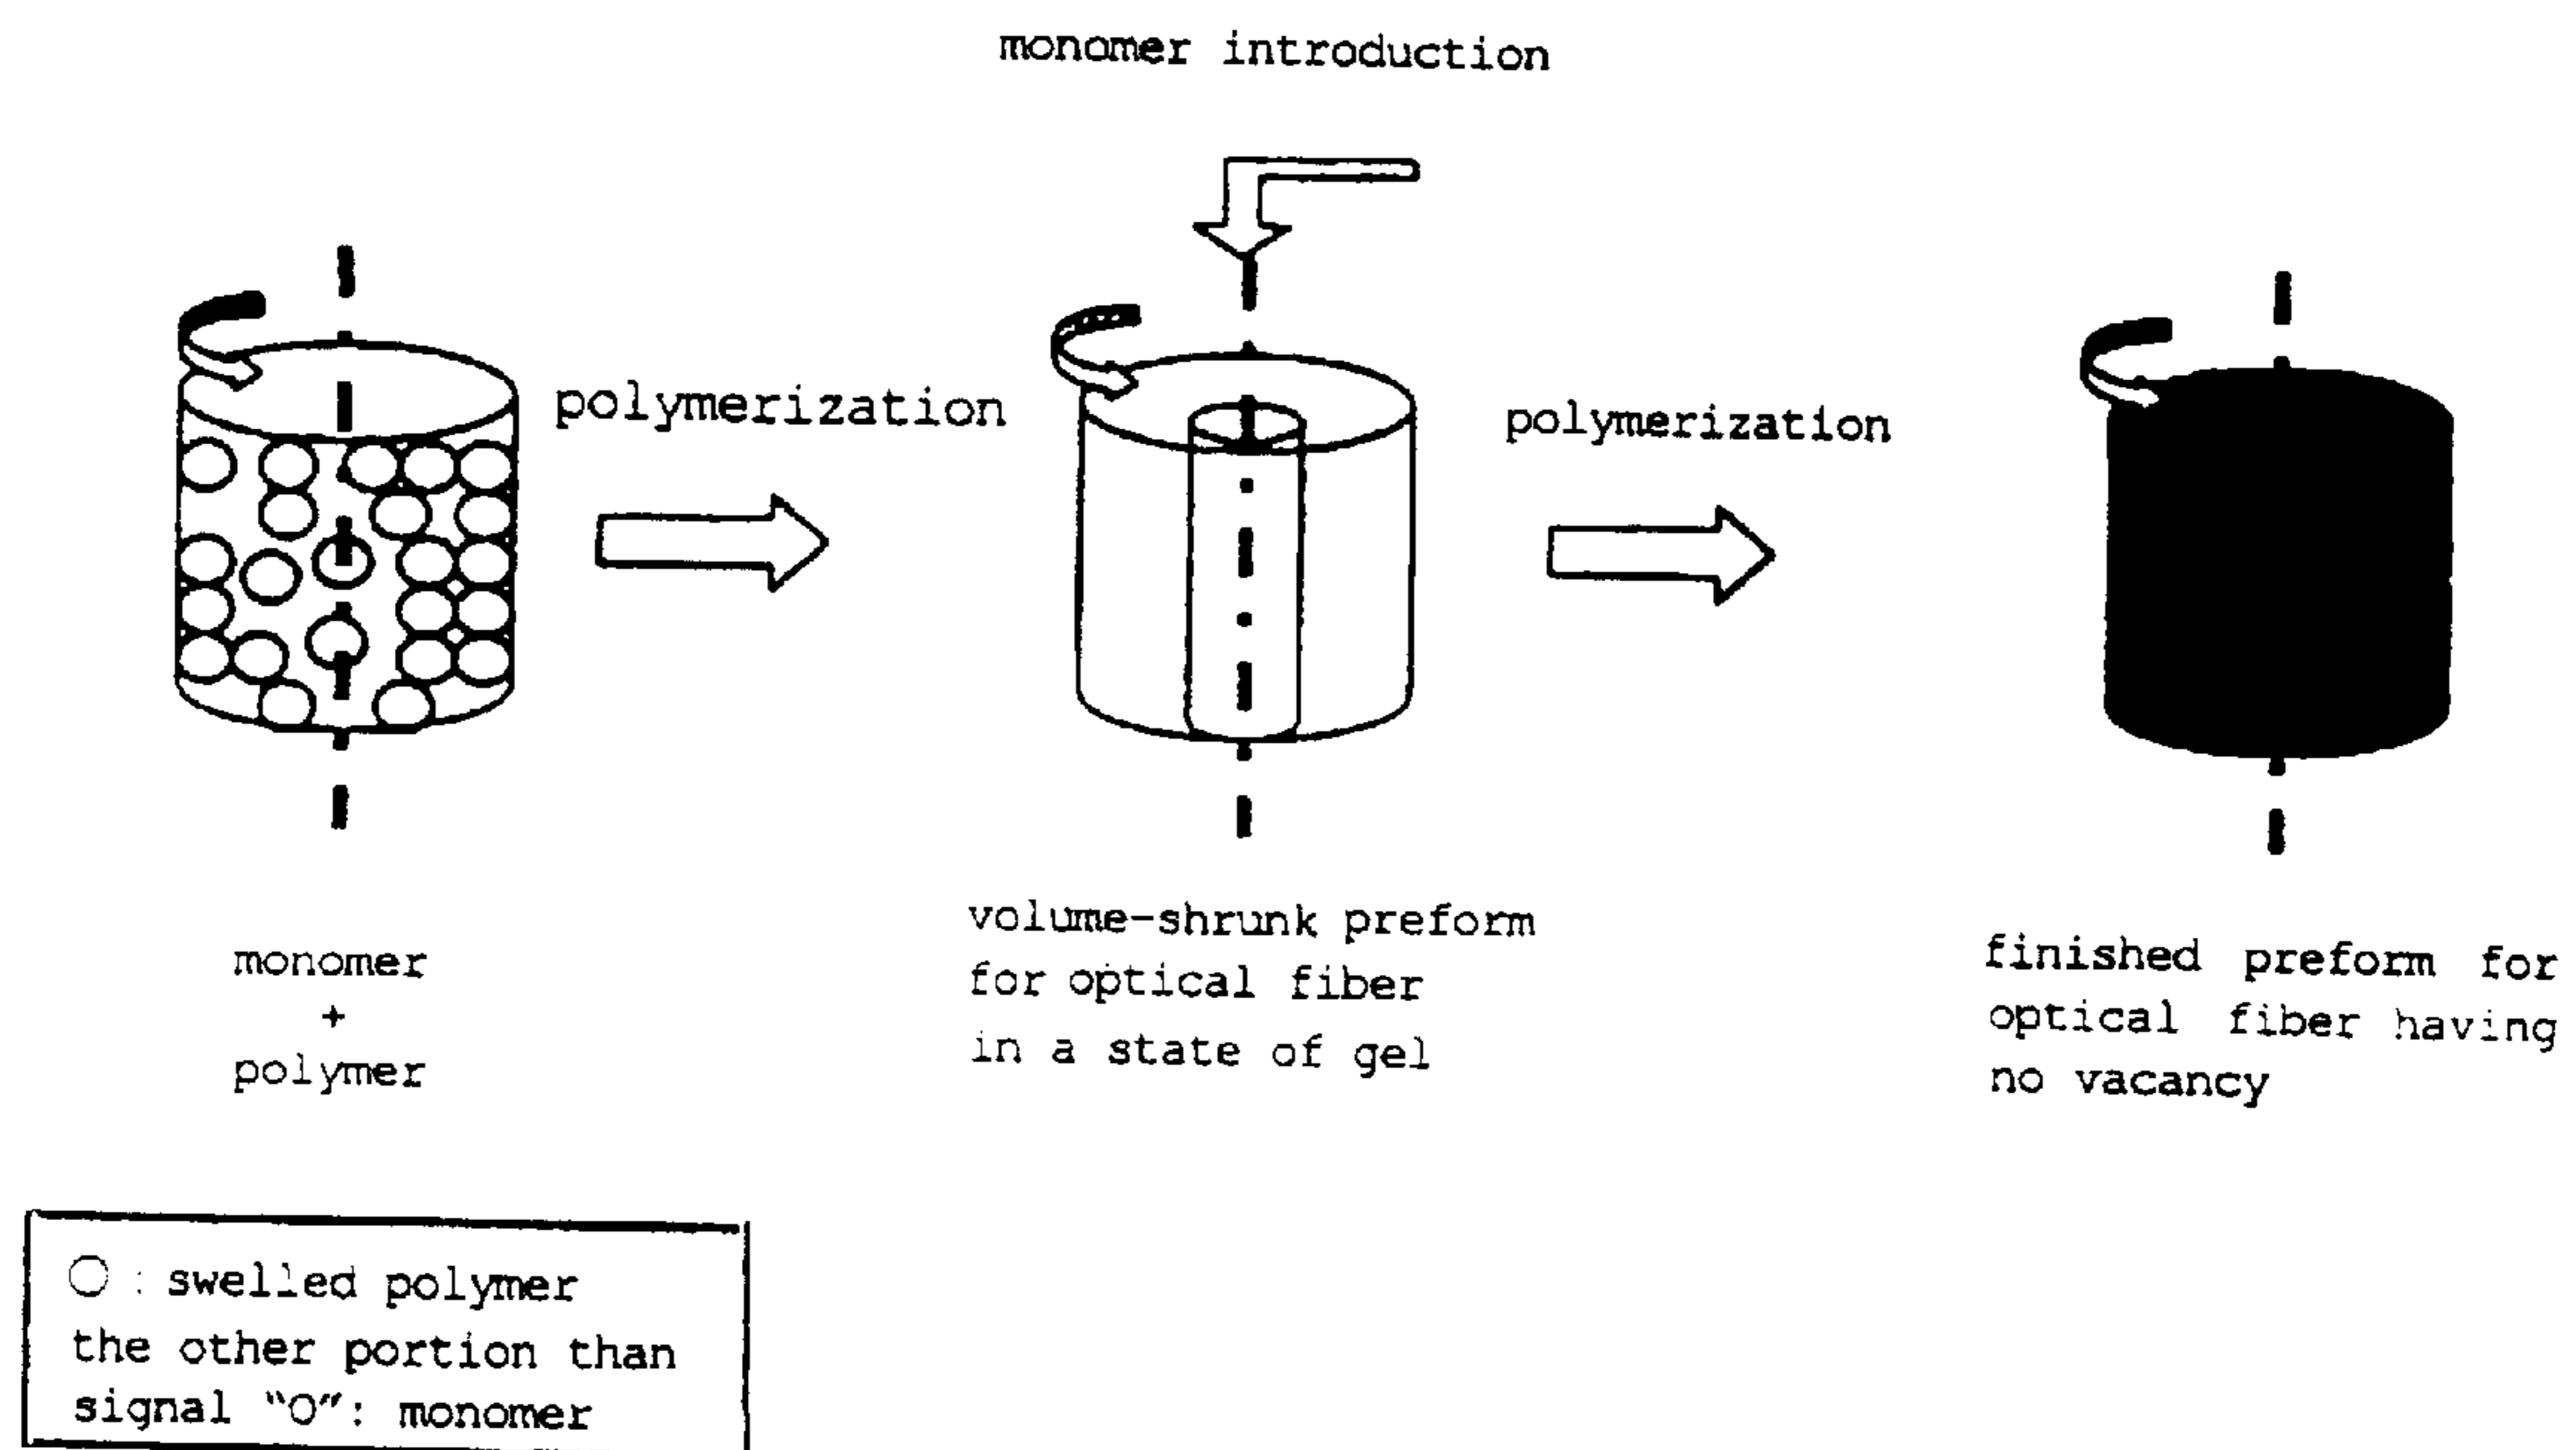 monomer introduction
polymerization
polymerization
monomer
+
polymer
volume-shrunk preform
for optical fiber
in a state of gel
finished preform for
optical fiber having
no vacancy
○ : swelled polymer
the other portion than
signal "O": monomer